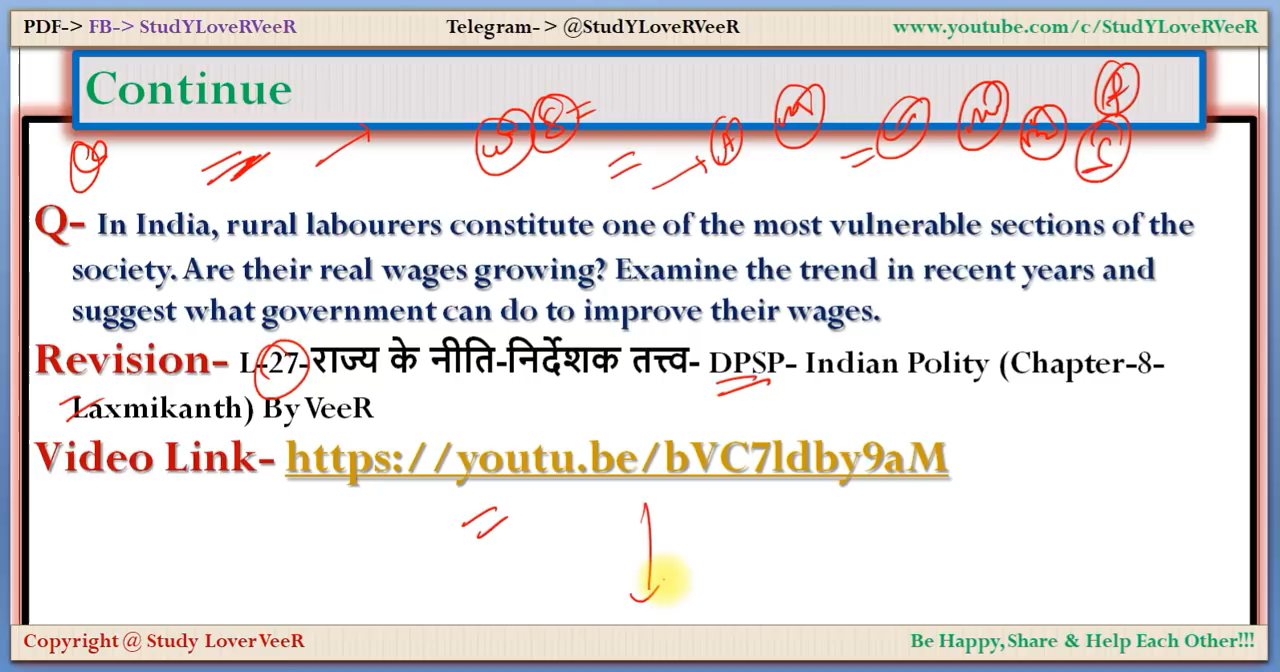 PDF-> FB-> StudYLoveRVeeR Telegram-> @StudYLoveRVeeR www.youtube.com/c/StudYLoveRVeeR
Continue
Q- In India, rural labourers constitute one of the most vulnerable sections of the
society. Are their real wages growing? Examine the trend in recent years and
suggest what government can do to improve their wages.
Revision- L-27-राज्य के नीति-निर्देशक तत्त्व- DPSP- Indian Polity (Chapter-8-
Laxmikanth) By VeeR
Video Link- https://youtu.be/bVC7ldby9aM
Copyright @ Study LoverVeeR Be Happy, Share & Help Each Other!!!